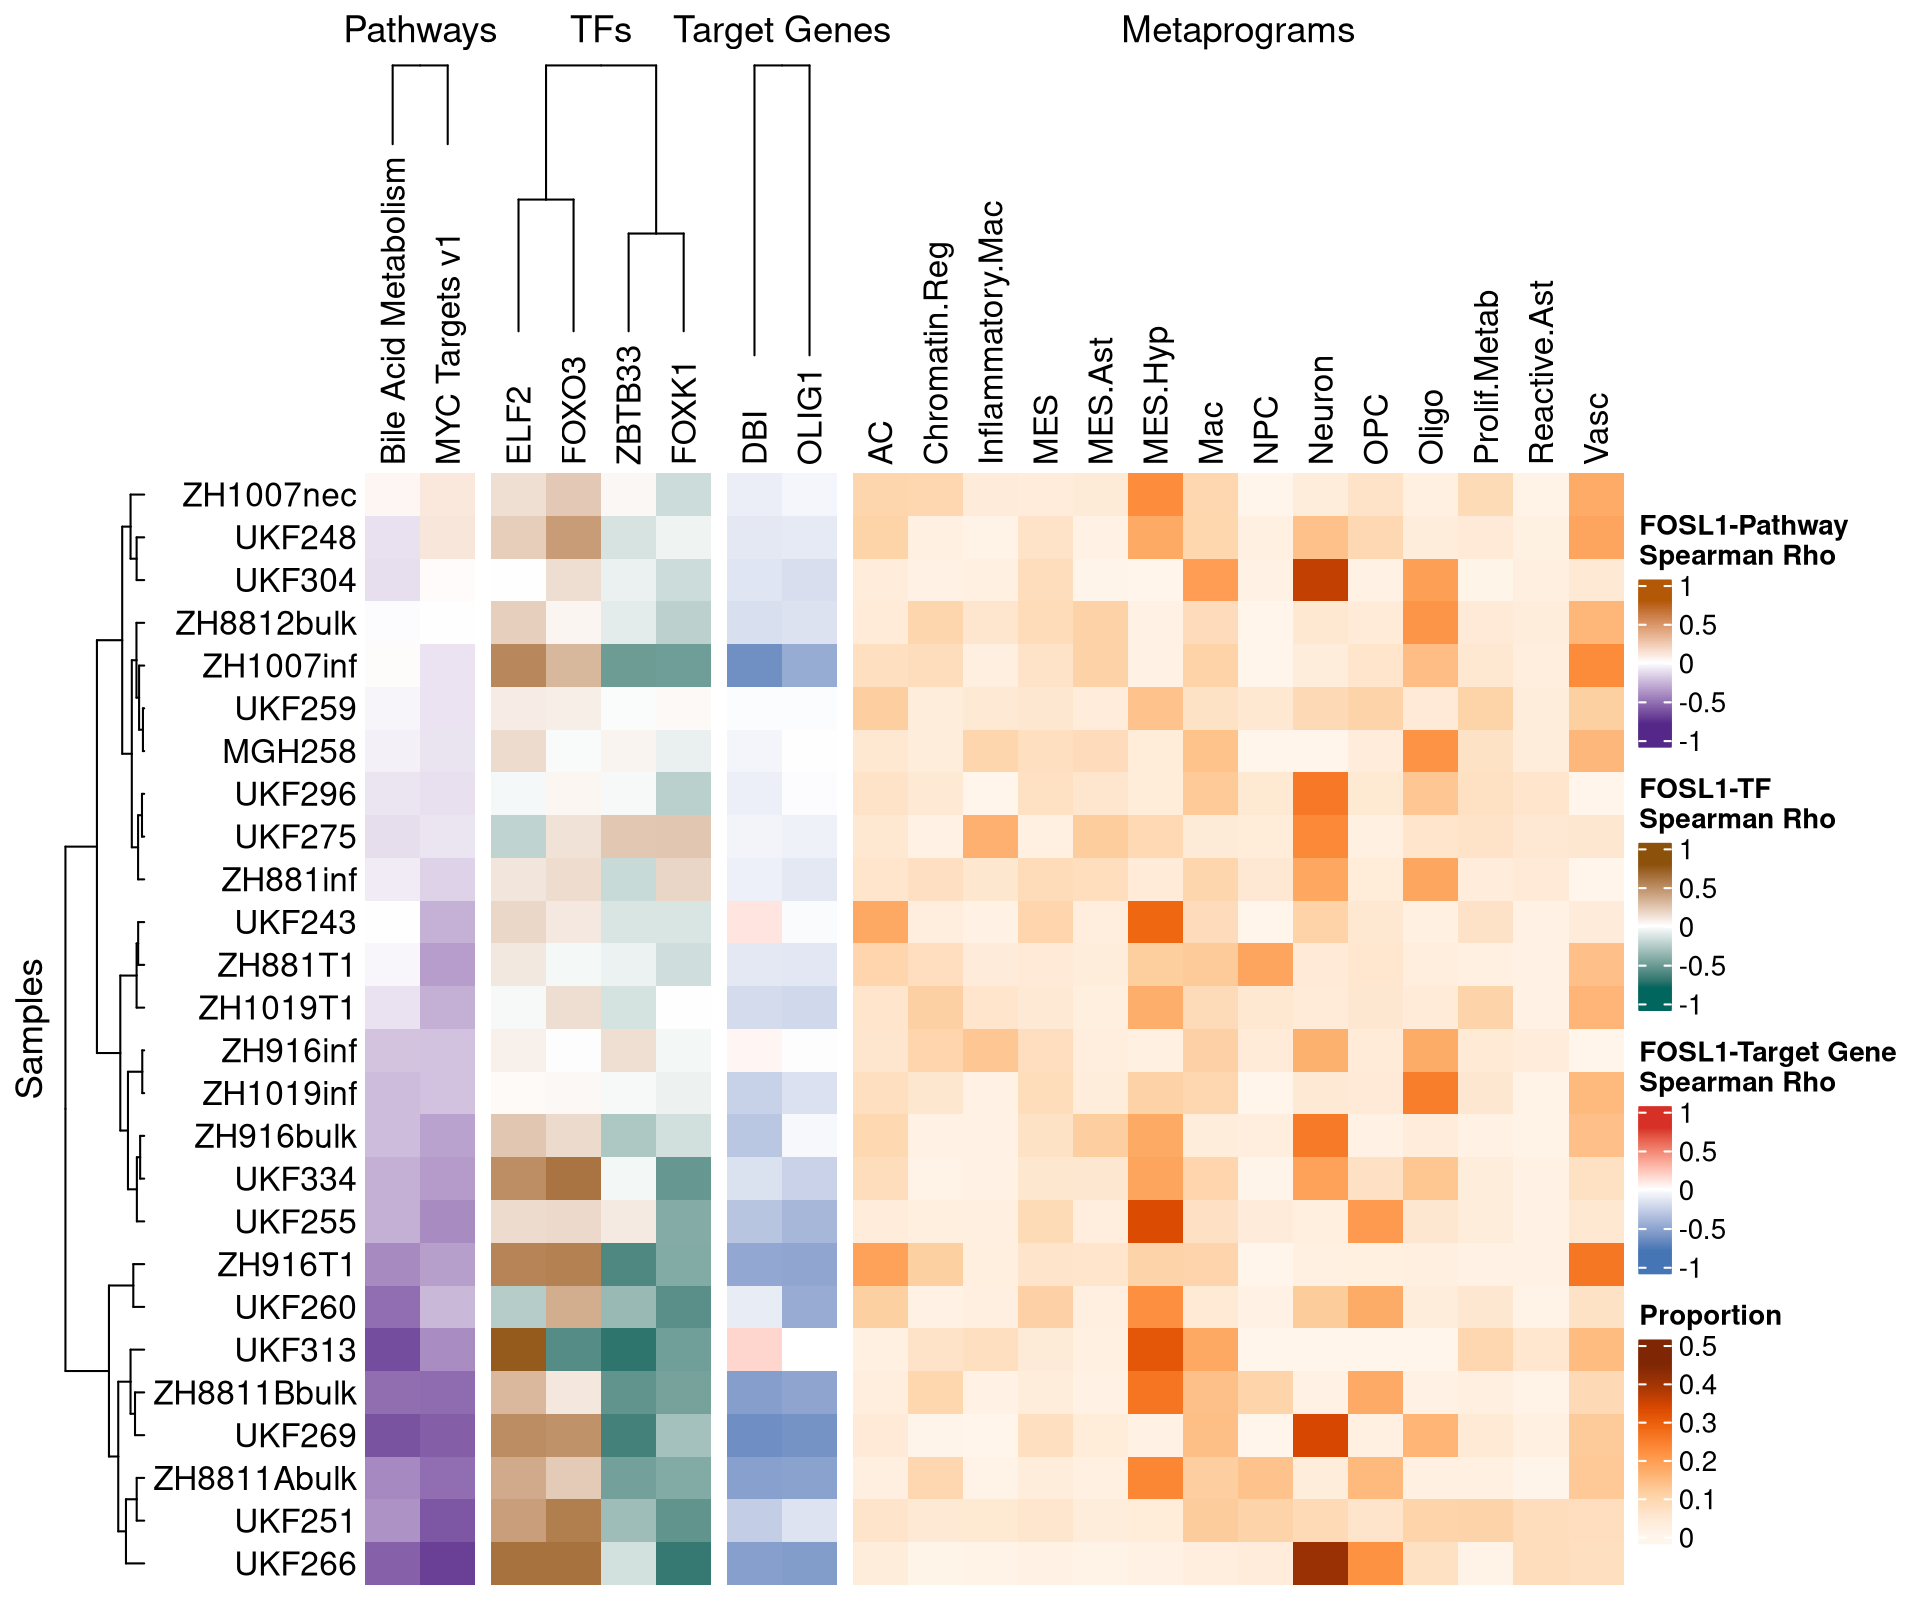 Pathways TFs Target Genes Metaprograms
Bile Acid Metabolism
MYC Targets v1
ELF2
FOXO3
ZBTB33
FOXK1
DBI
OLIG1
AC
Chromatin.Reg
Inflammatory.Mac
MES
MES.Ast
MES.Hyp
Mac
NPC
Neuron
OPC
Oligo
Prolif.Metab
Reactive.Ast
Vasc
Samples
ZH1007nec
UKF248
UKF304
ZH8812bulk
ZH1007inf
UKF259
MGH258
UKF296
UKF275
ZH881inf
UKF243
ZH881T1
ZH1019T1
ZH916inf
ZH1019inf
ZH916bulk
UKF334
UKF255
ZH916T1
UKF260
UKF313
ZH8811Bbulk
UKF269
ZH8811Abulk
UKF251
UKF266
FOSL1-Pathway
Spearman Rho
1
0.5
0
-0.5
-1
FOSL1-TF
Spearman Rho
1
0.5
0
-0.5
-1
FOSL1-Target Gene
Spearman Rho
1
0.5
0
-0.5
-1
Proportion
0.5
0.4
0.3
0.2
0.1
0